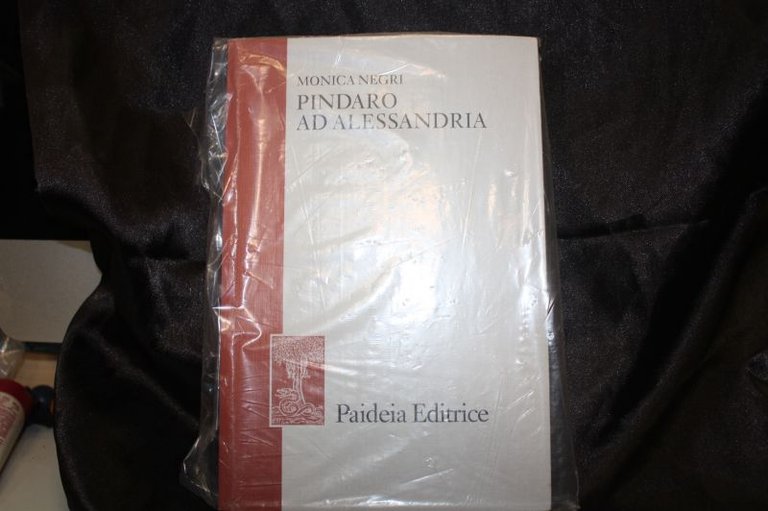 MONICA NEGRI
PINDARO
AD ALESSANDRIA
Paideia Editrice